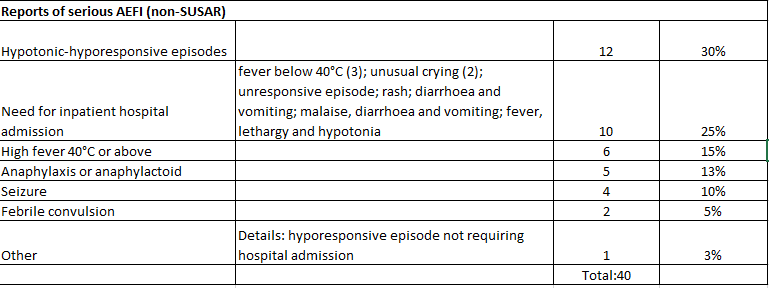 Reports of serious AEFI (non-SUSAR)
Hypotonic-hyporesponsive episodes 12 30%
fever below 40°C (3); unusual crying (2);
unresponsive episode; rash; diarrhoea and
vomiting; malaise, diarrhoea and vomiting; fever,
Need for inpatient hospital
admission lethargy and hypotonia 10 25%
High fever 40°C or above 6 15%
Anaphylaxis or anaphylactoid 5 13%
Seizure 4 10%
Febrile convulsion 2 5%
Details: hyporesponsive episode not requiring
Other hospital admission 1 3%
Total:40